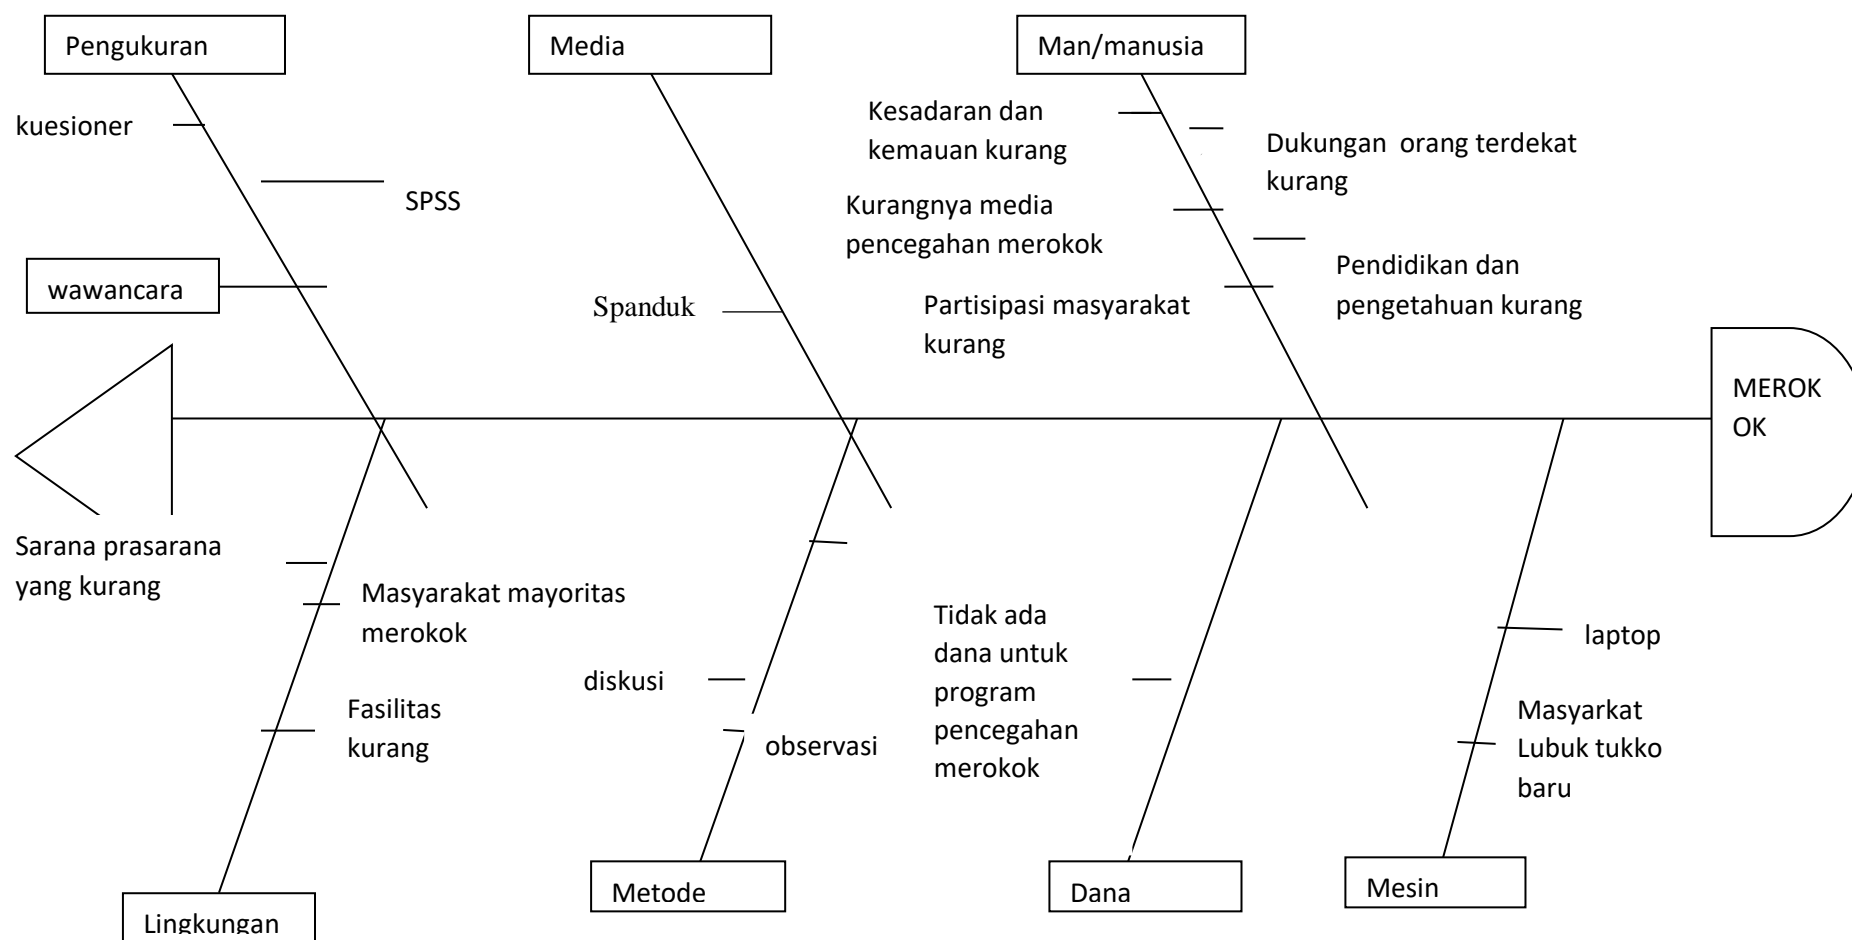 Pengukuran
Media
Man/manusia
kuesioner
SPSS
wawancara
Spanduk
Kesadaran dan
kemauan kurang
Dukungan  orang terdekat
kurang
Kurangnya media
pencegahan merokok
Pendidikan dan
pengetahuan kurang
Partisipasi masyarakat
kurang
MEROK
OK
Sarana prasarana
yang kurang
Masyarakat mayoritas
merokok
Fasilitas
kurang
diskusi
observasi
Tidak ada
dana untuk
program
pencegahan
merokok
laptop
Masyarkat
Lubuk tukko
baru
Lingkungan
Metode
Dana
Mesin